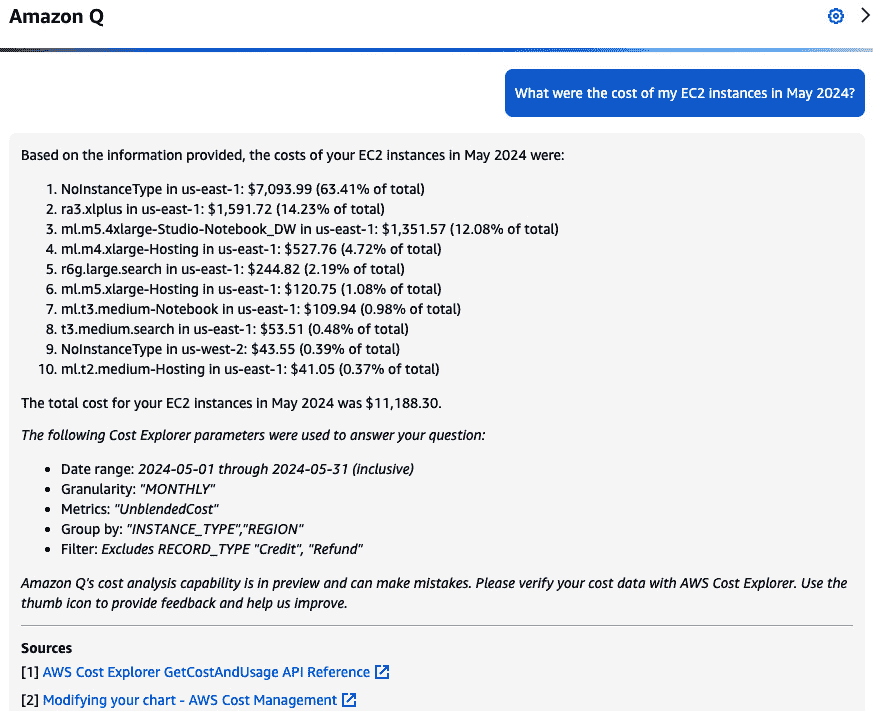 Amazon Q
What were the cost of my EC2 instances in May 2024?
Based on the information provided, the costs of your EC2 instances in May 2024 were:
1. NoInstanceType in us-east-1: $7,093.99 (63.41% of total)
2. ra3.xlplus in us-east-1: $1,591.72 (14.23% of total)
3. ml.m5.4xlarge-Studio-Notebook_DW in us-east-1: $1,351.57 (12.08% of total)
4. ml.m4.xlarge-Hosting in us-east-1: $527.76 (4.72% of total)
5. r6g.large.search in us-east-1: $244.82 (2.19% of total)
6. ml.m5.xlarge-Hosting in us-east-1: $120.75 (1.08% of total)
7. ml.t3.medium-Notebook in us-east-1: $109.94 (0.98% of total)
8. t3.medium.search in us-east-1: $53.51 (0.48% of total)
9. NoInstanceType in us-west-2: $43.55 (0.39% of total)
10. ml.t2.medium-Hosting in us-east-1: $41.05 (0.37% of total)
The total cost for your EC2 instances in May 2024 was $11,188.30.
The following Cost Explorer parameters were used to answer your question:
• Date range: 2024-05-01 through 2024-05-31 (inclusive)
• Granularity: "MONTHLY"
• Metrics: "UnblendedCost"
• Group by: "INSTANCE_TYPE","REGION"
• Filter: Excludes RECORD_TYPE "Credit", "Refund"
Amazon Q's cost analysis capability is in preview and can make mistakes. Please verify your cost data with AWS Cost Explorer. Use the
thumb icon to provide feedback and help us improve.
Sources
[1] AWS Cost Explorer GetCostAndUsage API Reference
[2] Modifying your chart - AWS Cost Management